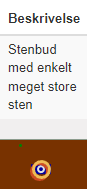 Beskrivelse
Stenbud
med enkelt
meget store
sten